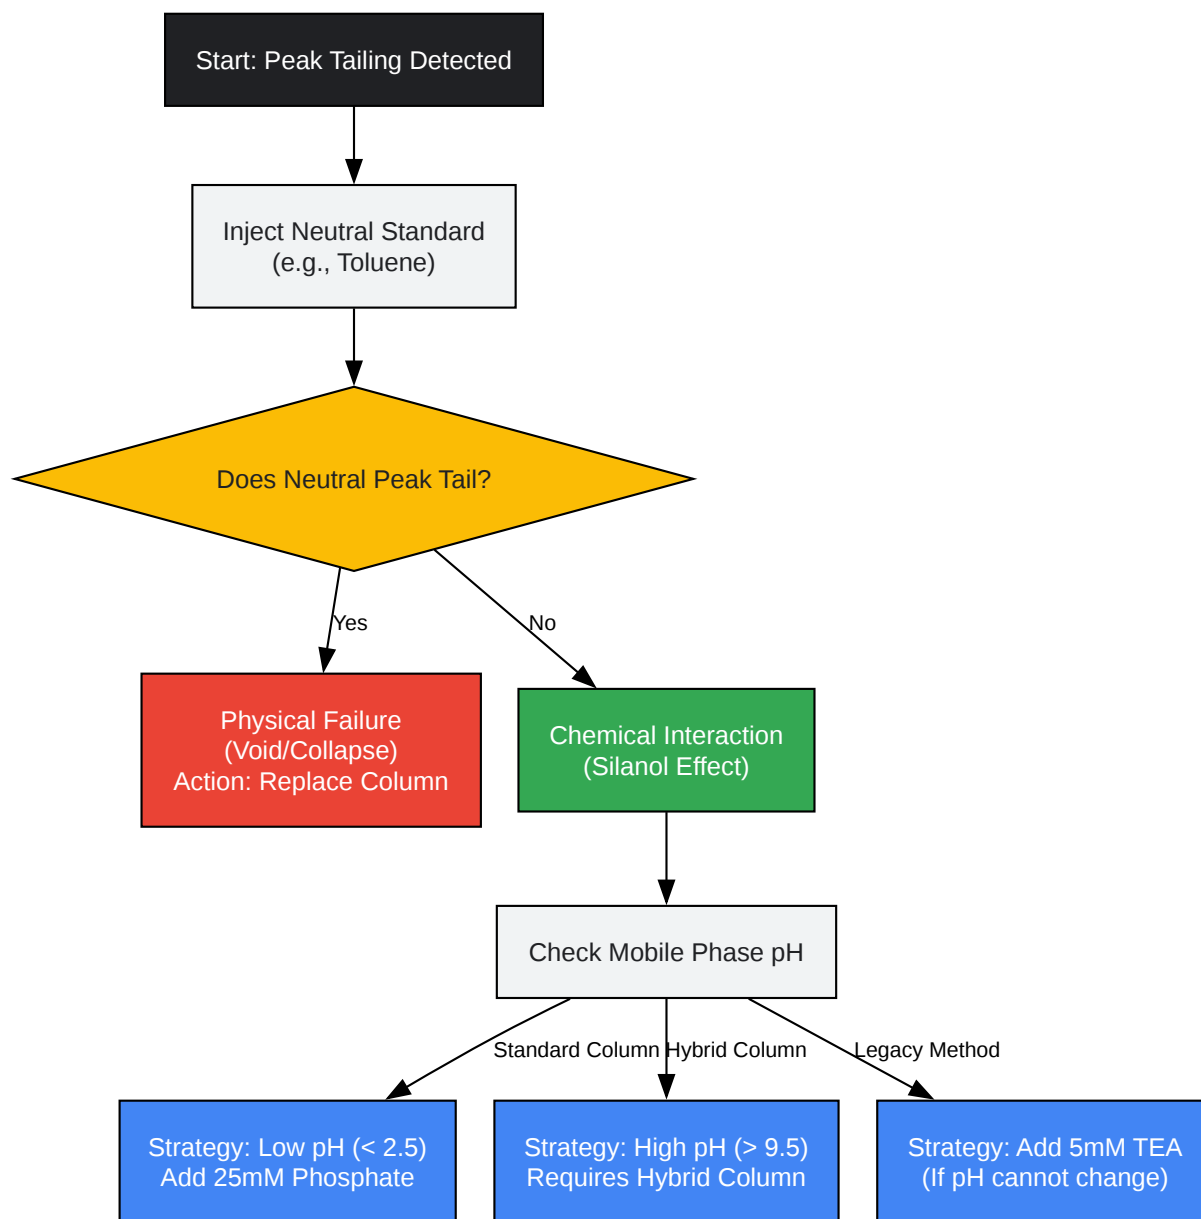 Start: Peak Tailing Detected
Inject Neutral Standard
(e.g., Toluene)
Does Neutral Peak Tail?
Yes
No
Physical Failure
(Void/Collapse)
Action: Replace Column
Chemical Interaction
(Silanol Effect)
Check Mobile Phase pH
Standard Column
Hybrid Column
Legacy Method
Strategy: Low pH (< 2.5)
Add 25mM Phosphate
Strategy: High pH (> 9.5)
Requires Hybrid Column
Strategy: Add 5mM TEA
(If pH cannot change)